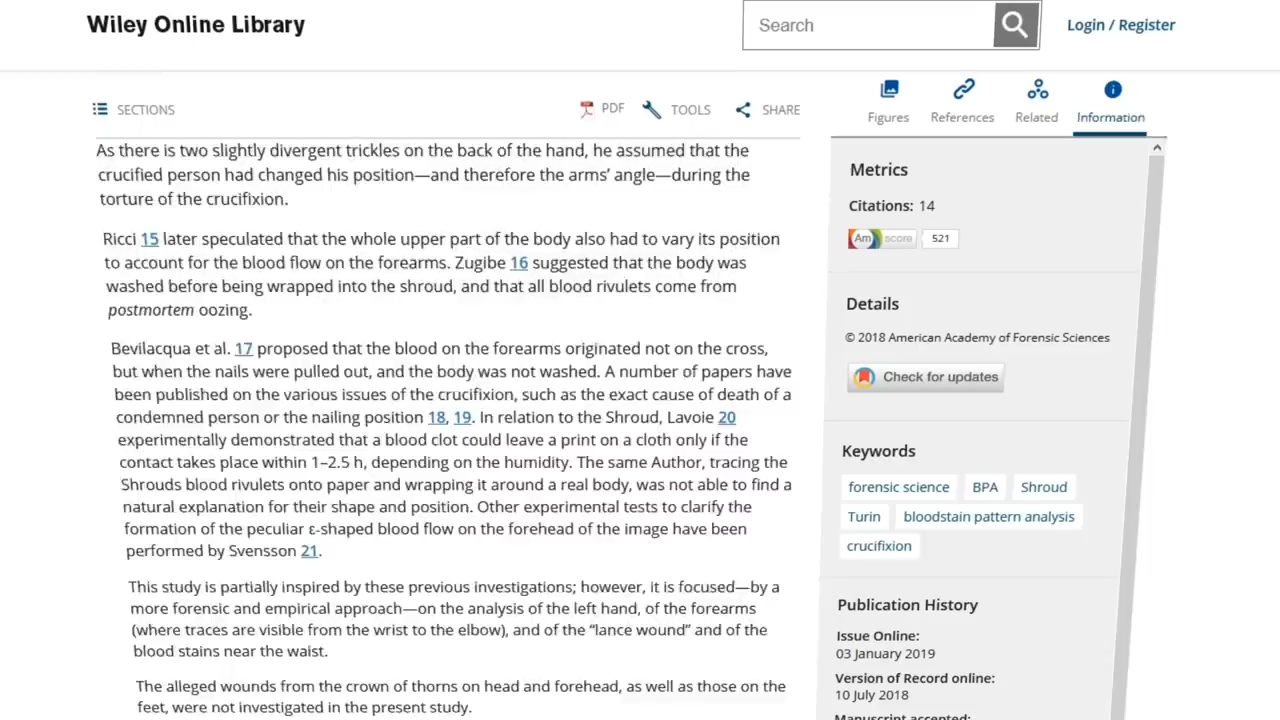 Wiley Online Library
Search
Login / Register
SECTIONS
PDF
TOOLS
SHARE
Figures
References
Related
Information
As there is two slightly divergent trickles on the back of the hand, he assumed that the
crucified person had changed his position—and therefore the arms’ angle—during the
torture of the crucifixion.
Ricci 15 later speculated that the whole upper part of the body also had to vary its position
to account for the blood flow on the forearms. Zugibe 16 suggested that the body was
washed before being wrapped into the shroud, and that all blood rivulets come from
postmortem oozing.
Bevilacqua et al. 17 proposed that the blood on the forearms originated not on the cross,
but when the nails were pulled out, and the body was not washed. A number of papers have
been published on the various issues of the crucifixion, such as the exact cause of death of a
condemned person or the nailing position 18, 19. In relation to the Shroud, Lavoie 20
experimentally demonstrated that a blood clot could leave a print on a cloth only if the
contact takes place within 1–2.5 h, depending on the humidity. The same Author, tracing the
Shrouds blood rivulets onto paper and wrapping it around a real body, was not able to find a
natural explanation for their shape and position. Other experimental tests to clarify the
formation of the peculiar ε-shaped blood flow on the forehead of the image have been
performed by Svensson 21.
This study is partially inspired by these previous investigations; however, it is focused—by a
more forensic and empirical approach—on the analysis of the left hand, of the forearms
(where traces are visible from the wrist to the elbow), and of the “lance wound” and of the
blood stains near the waist.
The alleged wounds from the crown of thorns on head and forehead, as well as those on the
feet, were not investigated in the present study.
Metrics
Citations: 14
Am score 521
Details
© 2018 American Academy of Forensic Sciences
Check for updates
Keywords
forensic science
BPA
Shroud
Turin
bloodstain pattern analysis
crucifixion
Publication History
Issue Online:
03 January 2019
Version of Record online:
10 July 2018
Manuscript accepted: